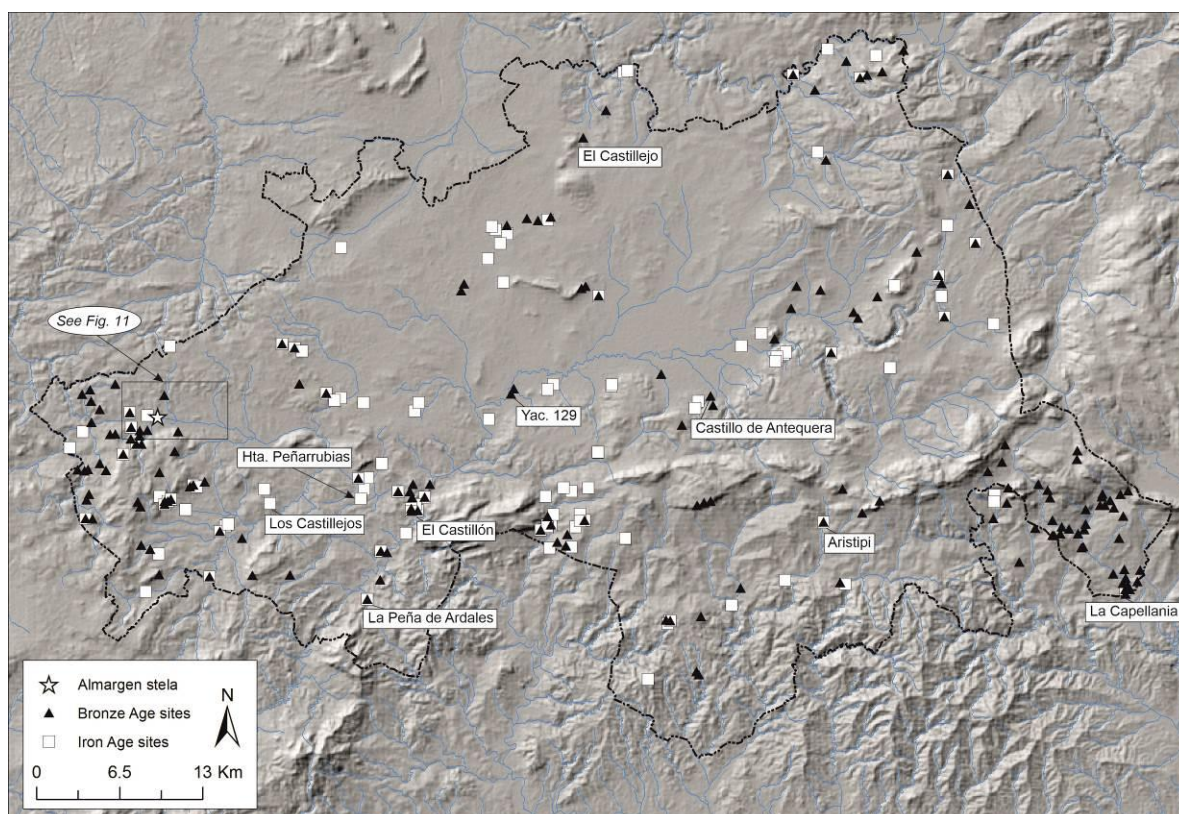 El Castillejo
See Fig. 11
Yac. 129
Castillo de Antequera
Hta. Peñarrubias
Los Castillejos
El Castillón
Aristipi
La Peña de Ardales
La Capellania
Almargen stela
Bronze Age sites
Iron Age sites
N
0 6.5 13 Km